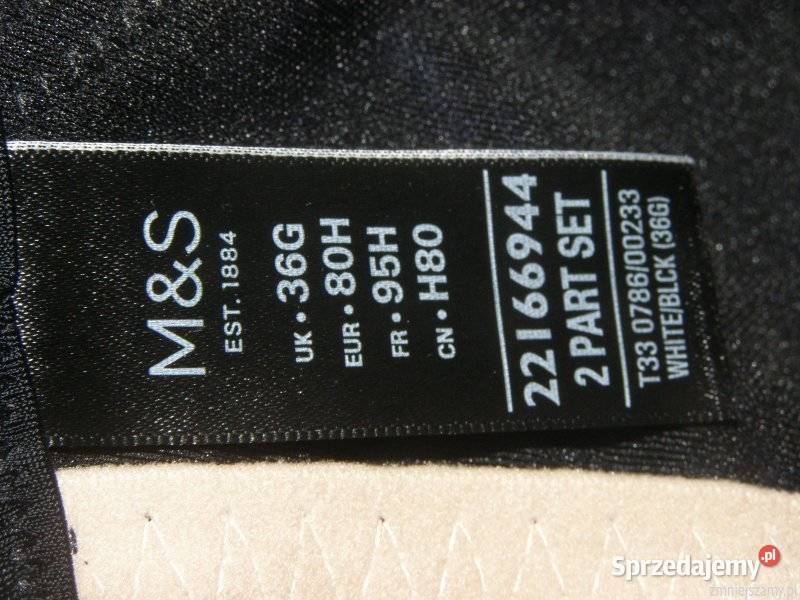 M&S
EST. 1884
UK • 36G
EUR • 80H
FR • 95H
CN • H80
22166944
2 PART SET
T33 0786/00233
WHITE/BLCK (36G)
Sprzedajemy.pl
zmniejszamy.pl